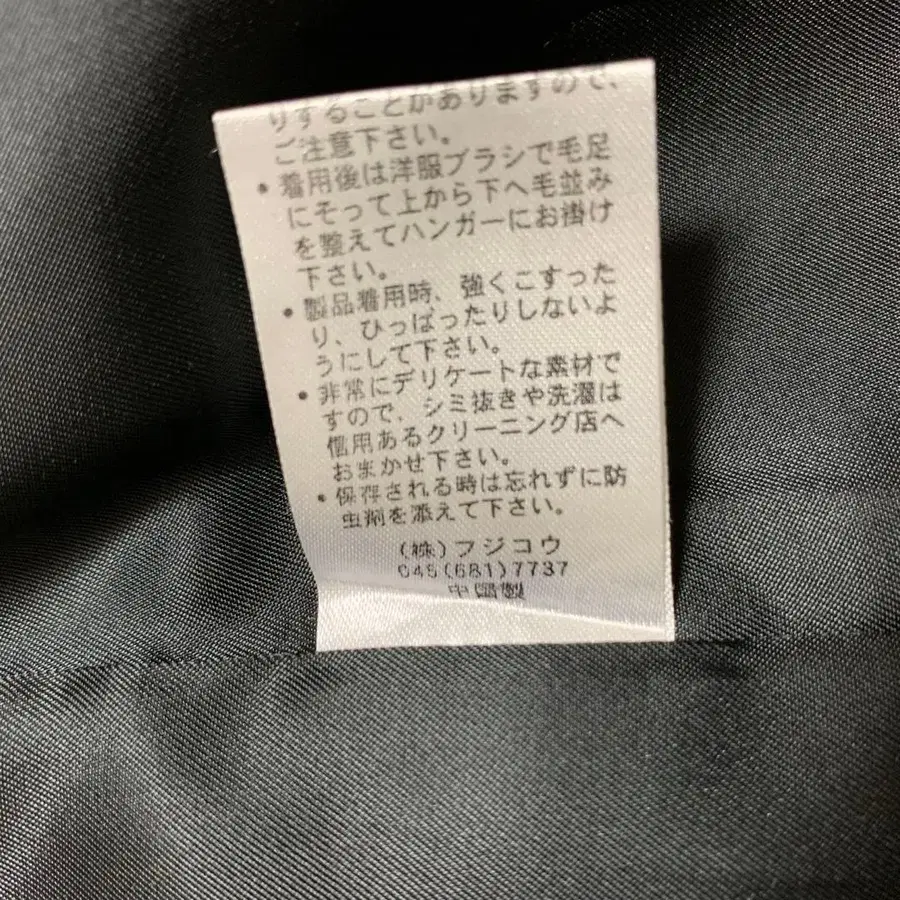 りすることがありますので、
ご注意下さい。
• 着用後は洋服ブラシで毛足
にそって上から下へ毛並み
を整えてハンガーにお掛け
下さい。
• 製品着用時、強くこすった
り、ひっぱったりしないよ
うにして下さい。
• 非常にデリケートな素材で
すので、シミ抜きや洗濯は
信用あるクリーニング店へ
おまかせ下さい。
• 保存される時は忘れずに防
虫剤を添えて下さい。
(株)フジコウ
045(681)7737
中国製